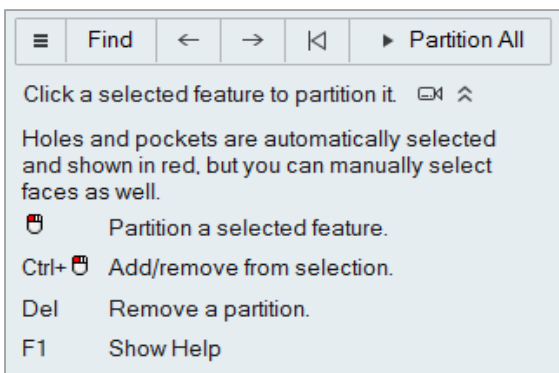 Find Partition All
Click a selected feature to partition it.
Holes and pockets are automatically selected
and shown in red, but you can manually select
faces as well.
Partition a selected feature.
Ctrl+ Add/remove from selection.
Del Remove a partition.
F1 Show Help